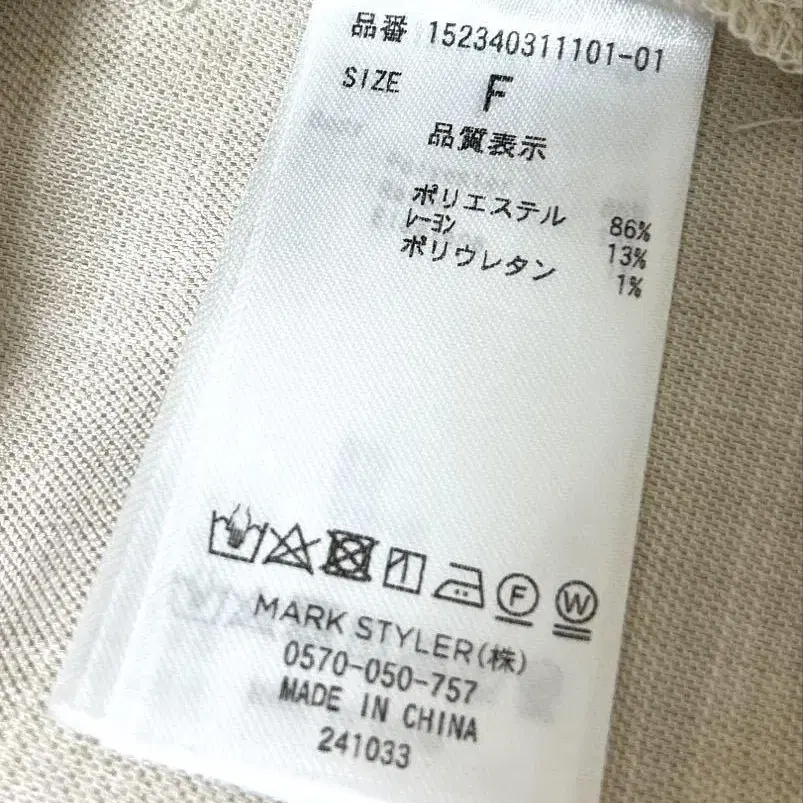 品番 152340311101-01
SIZE F
品質表示
ポリエステル 86%
レーヨン 13%
ポリウレタン 1%
F W
MARK STYLER(株)
0570-050-757
MADE IN CHINA
241033